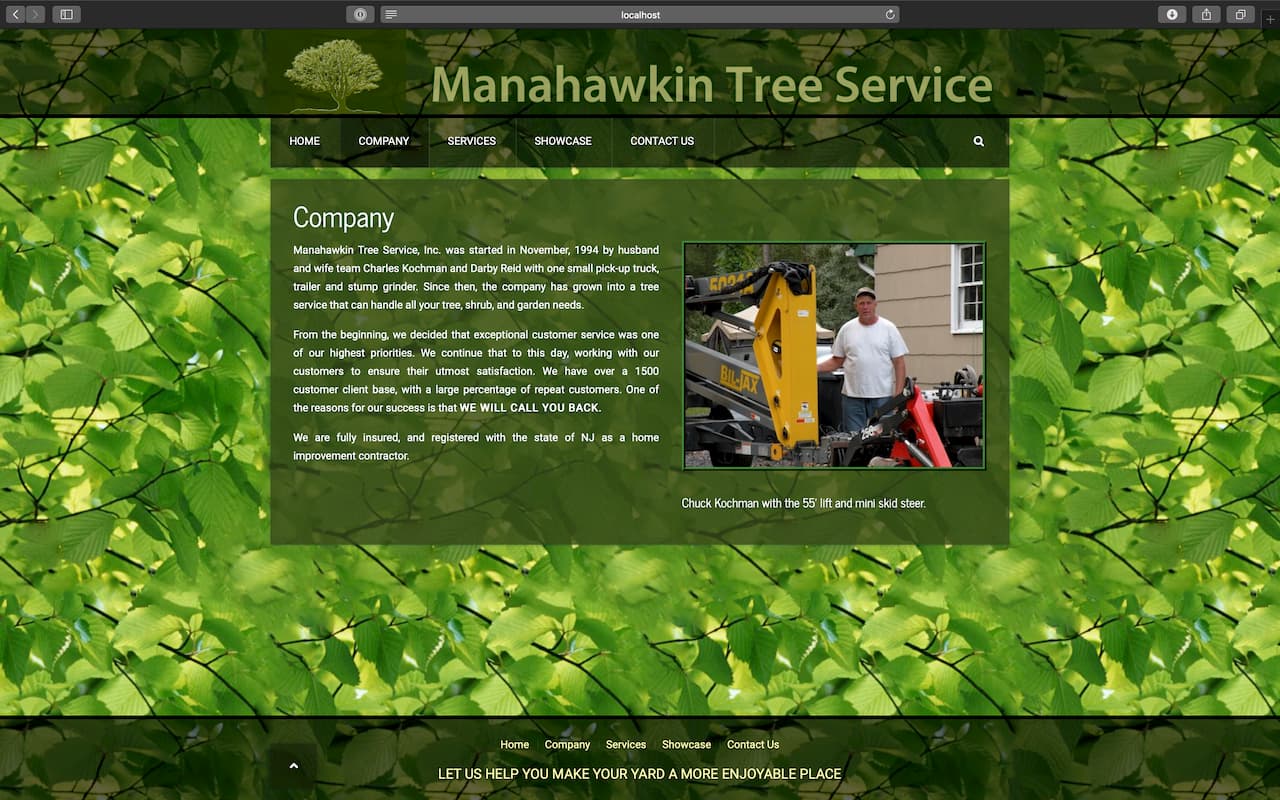 localhost
Manahawkin Tree Service
HOME COMPANY SERVICES SHOWCASE CONTACT US
Company
Manahawkin Tree Service, Inc. was started in November, 1994 by husband
and wife team Charles Kochman and Darby Reid with one small pick-up truck,
trailer and stump grinder. Since then, the company has grown into a tree
service that can handle all your tree, shrub, and garden needs.
From the beginning, we decided that exceptional customer service was one
of our highest priorities. We continue that to this day, working with our
customers to ensure their utmost satisfaction. We have over a 1500
customer client base, with a large percentage of repeat customers. One of
the reasons for our success is that WE WILL CALL YOU BACK.
We are fully insured, and registered with the state of NJ as a home
improvement contractor.
BIL-JAX
Chuck Kochman with the 55' lift and mini skid steer.
Home Company Services Showcase Contact Us
LET US HELP YOU MAKE YOUR YARD A MORE ENJOYABLE PLACE